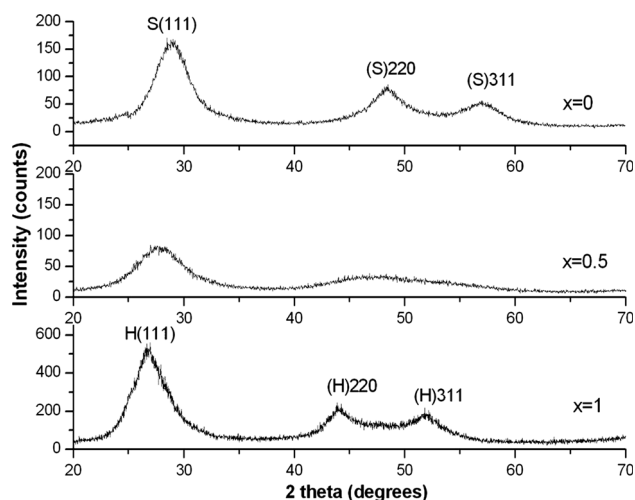 S(111)
(S)220
(S)311
x=0
200
150
100
50
0
20 30 40 50 60 70
x=0.5
200
150
100
50
0
20 30 40 50 60 70
H(111)
(H)220
(H)311
x=1
600
400
200
0
20 30 40 50 60 70
Intensity (counts)
2 theta (degrees)